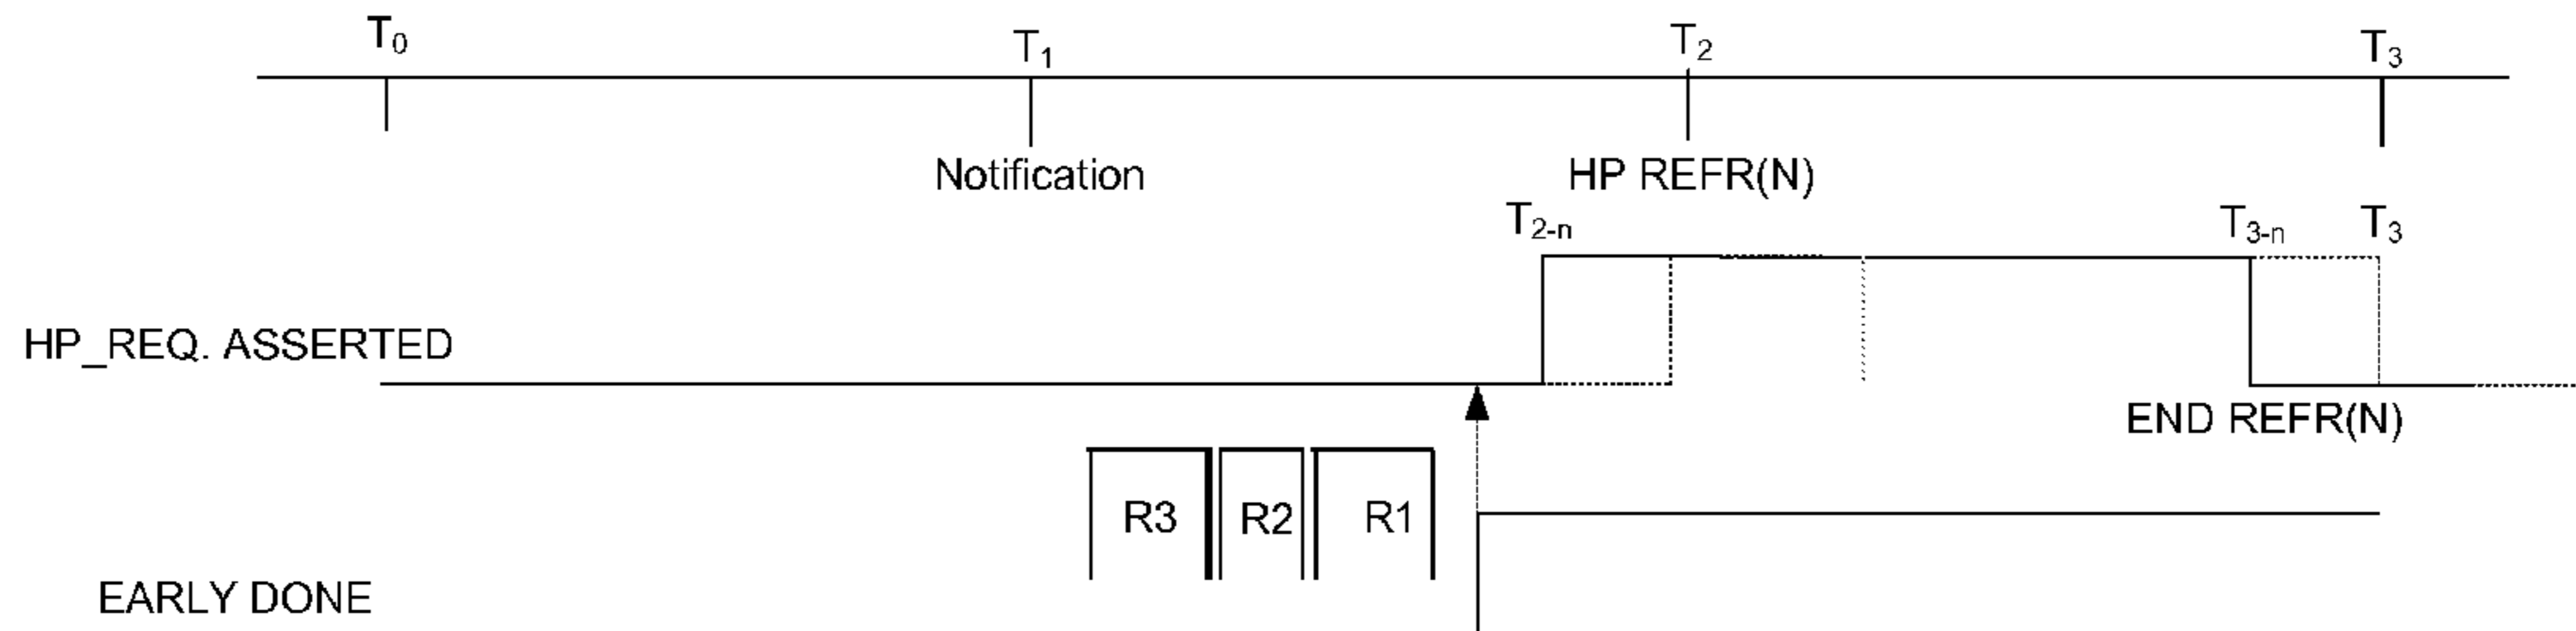 T₀ T₁ T₂ T₃
Notification HP REFR(N)
T₂₋ₙ T₃₋ₙ T₃
HP_REQ. ASSERTED
END REFR(N)
R3 R2 R1
EARLY DONE